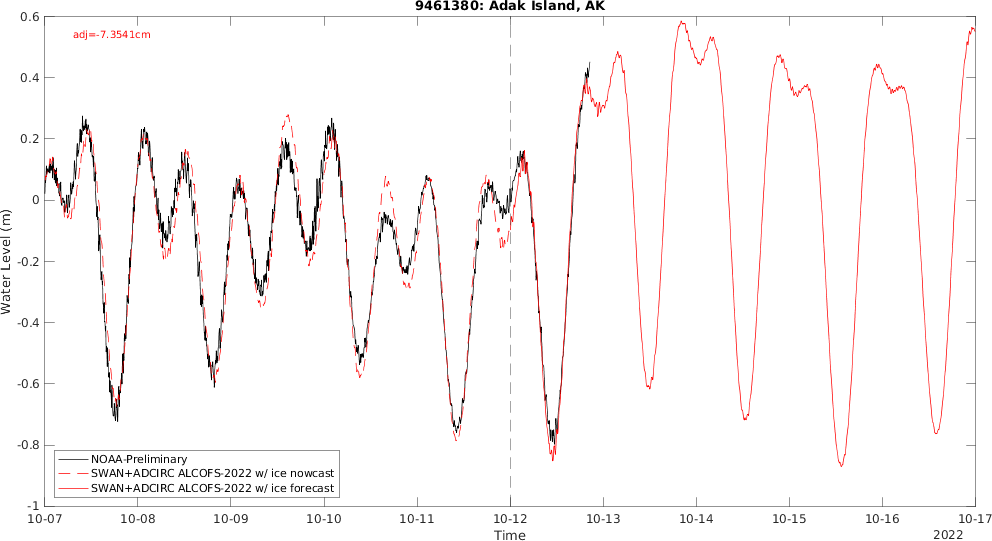 9461380: Adak Island, AK
adj=-7.3541cm
Water Level (m)
0.6
0.4
0.2
0
-0.2
-0.4
-0.6
-0.8
-1
NOAA-Preliminary
SWAN+ADCIRC ALCOFS-2022 w/ ice nowcast
SWAN+ADCIRC ALCOFS-2022 w/ ice forecast
10-07 10-08 10-09 10-10 10-11 10-12 10-13 10-14 10-15 10-16 10-17
Time
2022